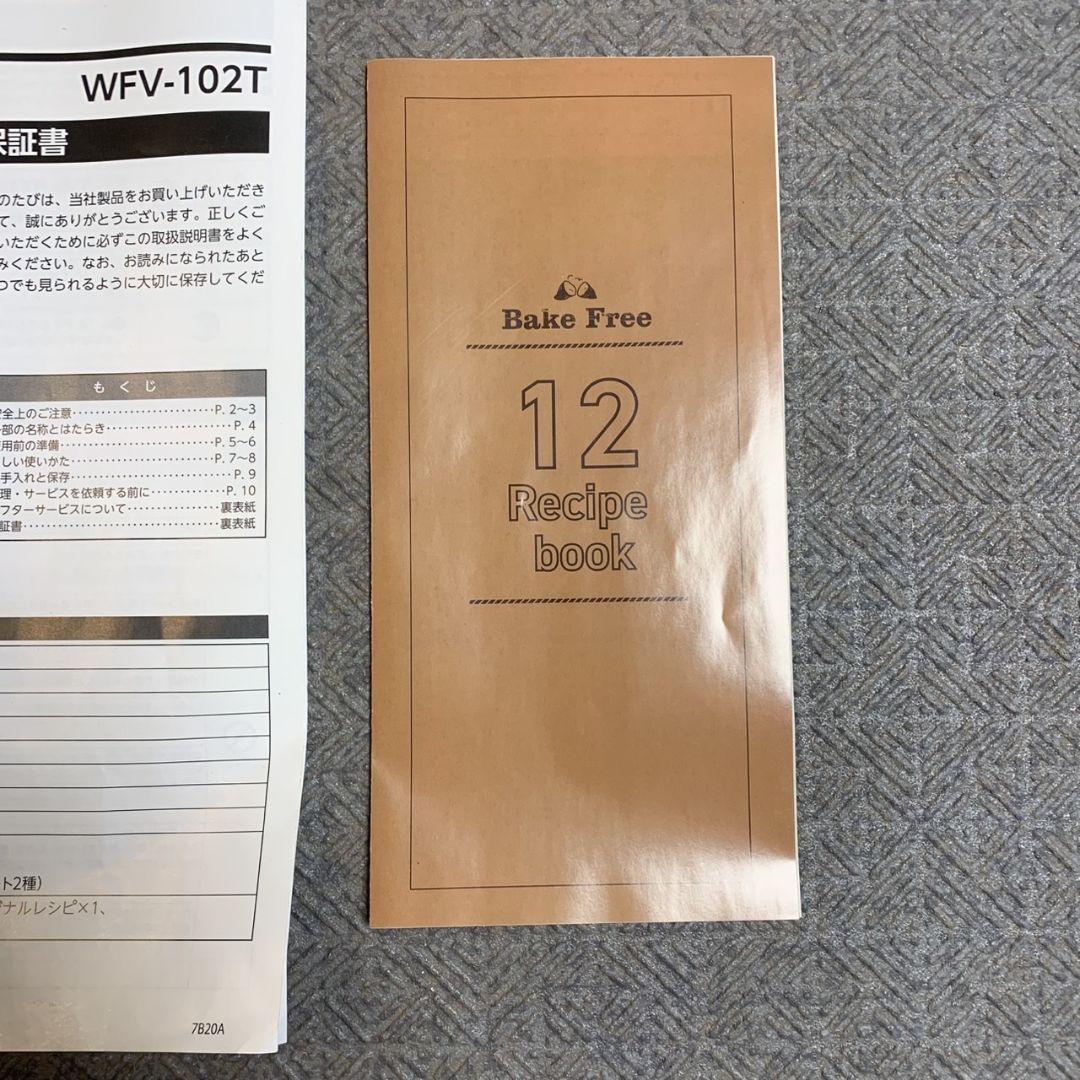 WFV-102T
保証書
のたびは、当社製品をお買い上げいただき
て、誠にありがとうございます。正しくご
いただくために必ずこの取扱説明書をよく
みください。なお、お読みになられたあと
つでも見られるように大切に保存してくだ
もくじ
安全上のご注意・・・・・・・・・・・・・・・・・・・・・・・・P. 2〜3
部の名称とはたらき・・・・・・・・・・・・・・・・・・・・・P. 4
使用前の準備・・・・・・・・・・・・・・・・・・・・・・・・・・P. 5〜6
しい使いかた・・・・・・・・・・・・・・・・・・・・・・・・・P. 7〜8
手入れと保存・・・・・・・・・・・・・・・・・・・・・・・・・・・P. 9
理・サービスを依頼する前に・・・・・・・・・・・・・P. 10
フターサービスについて・・・・・・・・・・・・・・・裏表紙
証書・・・・・・・・・・・・・・・・・・・・・・・・・・・・・・・・・裏表紙
ト2種)
ナルレシピ×1、
7B20A
Bake Free
12
Recipe
book